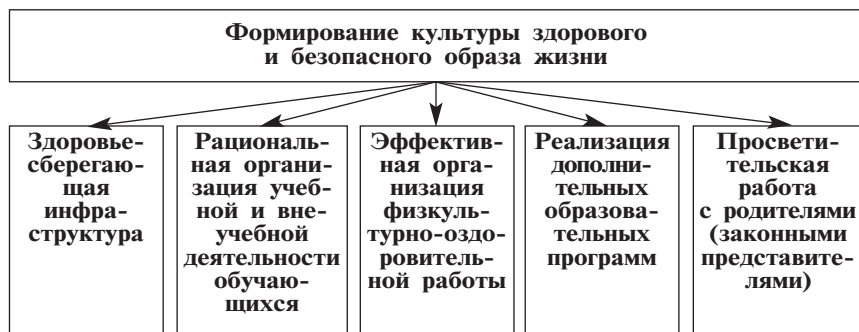 Формирование культуры здорового
и безопасного образа жизни
Здоровье-
сберегаю-
щая
инфра-
структура
Рациональ-
ная органи-
зация учеб-
ной и вне-
учебной
деятельности
обучаю-
щихся
Эффектив-
ная орга-
низация
физкуль-
турно-оздо-
ровитель-
ной работы
Реализация
дополни-
тельных
образова-
тельных
программ
Просвети-
тельская
работа
с родителями
(законными
представите-
лями)